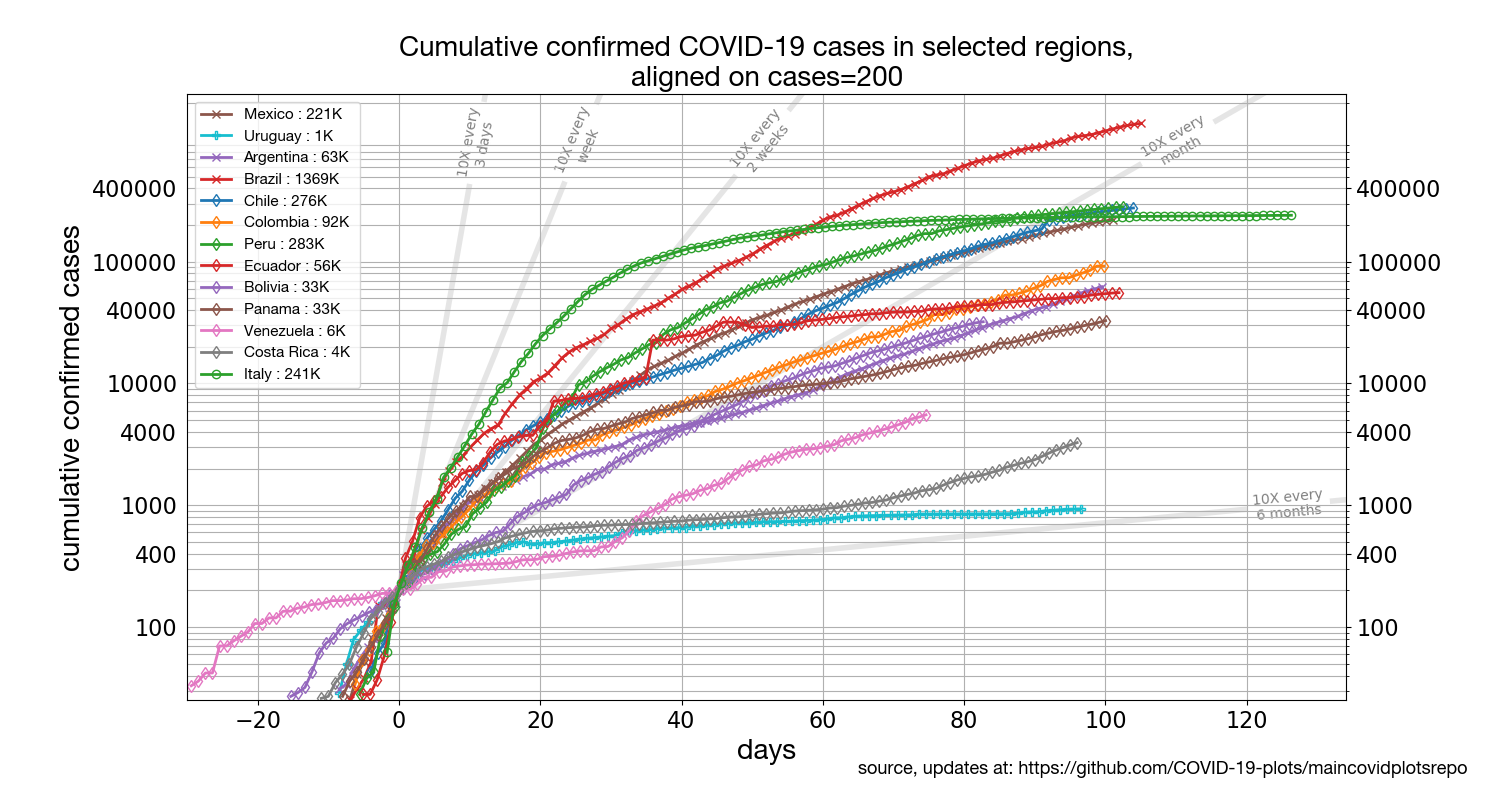 Cumulative confirmed COVID-19 cases in selected regions,
aligned on cases=200
Mexico : 221K
Uruguay : 1K
Argentina : 63K
Brazil : 1369K
Chile : 276K
Colombia : 92K
Peru : 283K
Ecuador : 56K
Bolivia : 33K
Panama : 33K
Venezuela : 6K
Costa Rica : 4K
Italy : 241K
10X every
3 days
10X every
week
10X every
2 weeks
10X every
month
10X every
6 months
cumulative confirmed cases
400000
100000
40000
10000
4000
1000
400
100
400000
100000
40000
10000
4000
1000
400
100
−20
0
20
40
60
80
100
120
days
source, updates at: https://github.com/COVID-19-plots/maincovidplotsrepo